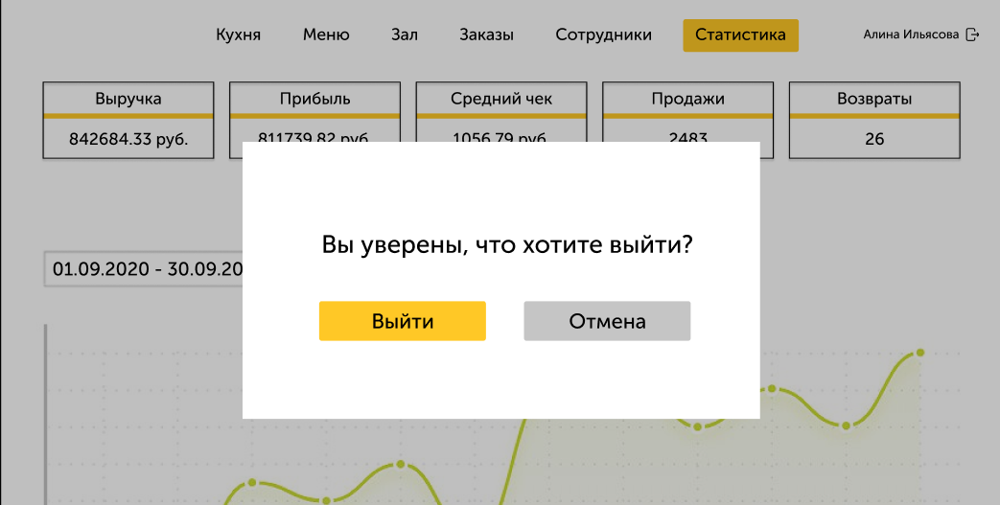 Кухня Меню Зал Заказы Сотрудники Статистика Алина Ильясова
Выручка Прибыль Средний чек Продажи Возвраты
842684.33 руб. 811739.82 руб. 1056.79 руб. 2483 26
Вы уверены, что хотите выйти?
01.09.2020 - 30.09.20
Выйти Отмена